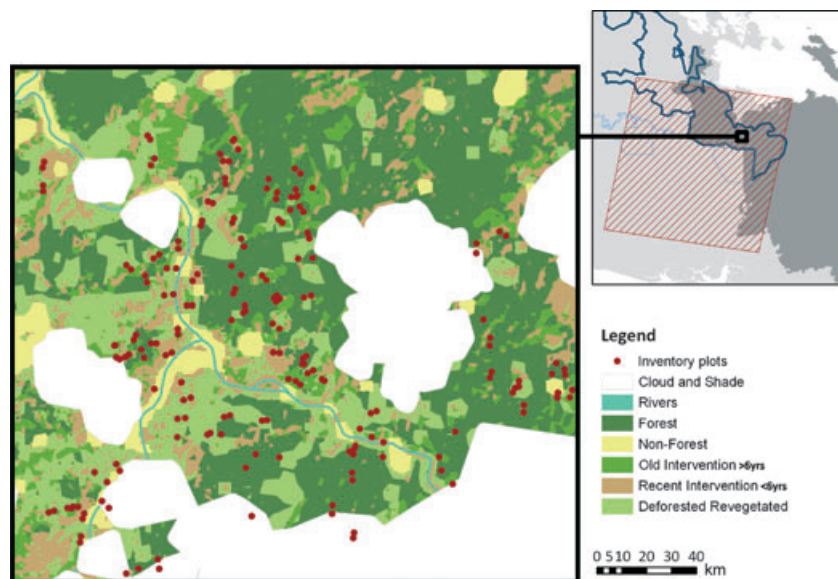 Legend
Inventory plots
Cloud and Shade
Rivers
Forest
Non-Forest
Old Intervention >6yrs
Recent Intervention <6yrs
Deforested Revegetated
0 5 10 20 30 40
km